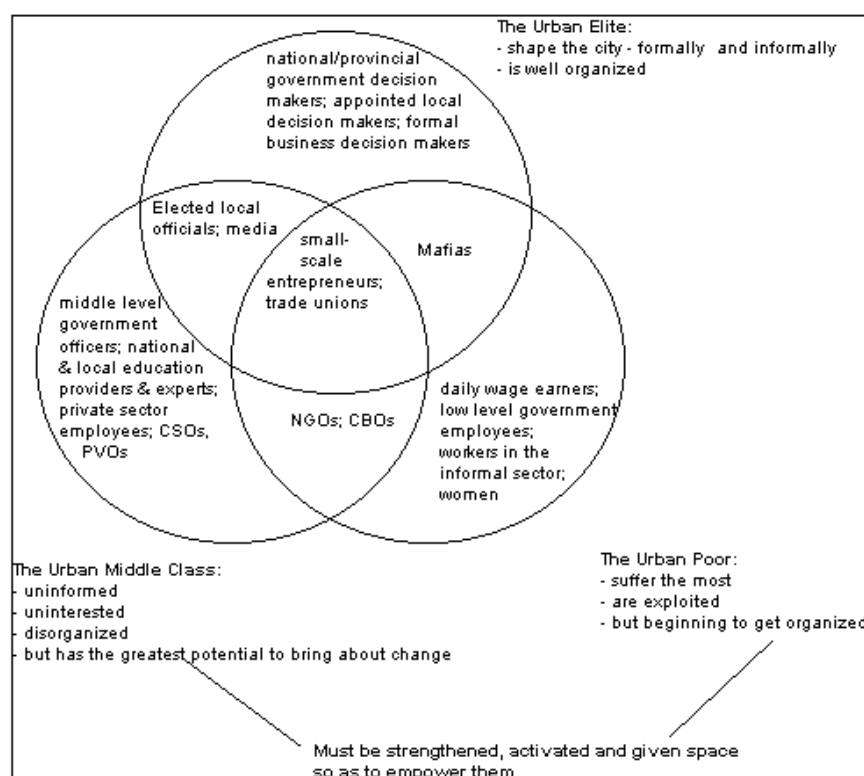 The Urban Elite:
- shape the city - formally and informally
- is well organized
national/provincial
government decision
makers; appointed local
decision makers; formal
business decision makers
Elected local
officials; media
small-
scale
entrepreneurs;
trade unions
Mafias
middle level
government
officers; national
& local education
providers & experts;
private sector
employees; CSOs,
PVOs
NGOs; CBOs
daily wage earners;
low level government
employees;
workers in the
informal sector;
women
The Urban Middle Class:
- uninformed
- uninterested
- disorganized
- but has the greatest potential to bring about change
The Urban Poor:
- suffer the most
- are exploited
- but beginning to get organized
Must be strengthened, activated and given space
so as to empower them